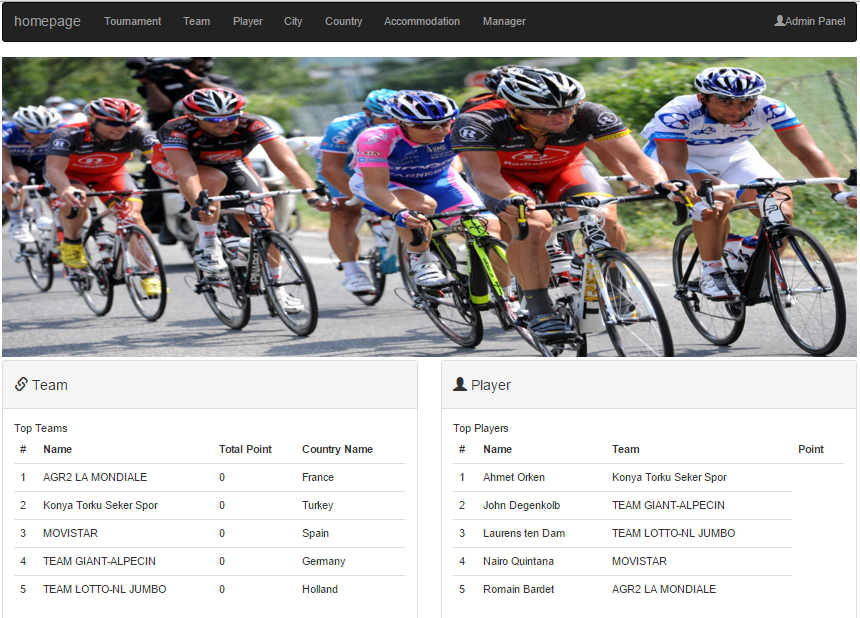 homepage Tournament Team Player City Country Accommodation Manager Admin Panel
RadioShack
Team
Top Teams
# Name Total Point Country Name
1 AGR2 LA MONDIALE 0 France
2 Konya Torku Seker Spor 0 Turkey
3 MOVISTAR 0 Spain
4 TEAM GIANT-ALPECIN 0 Germany
5 TEAM LOTTO-NL JUMBO 0 Holland
Player
Top Players
# Name Team Point
1 Ahmet Orken Konya Torku Seker Spor
2 John Degenkolb TEAM GIANT-ALPECIN
3 Laurens ten Dam TEAM LOTTO-NL JUMBO
4 Nairo Quintana MOVISTAR
5 Romain Bardet AGR2 LA MONDIALE